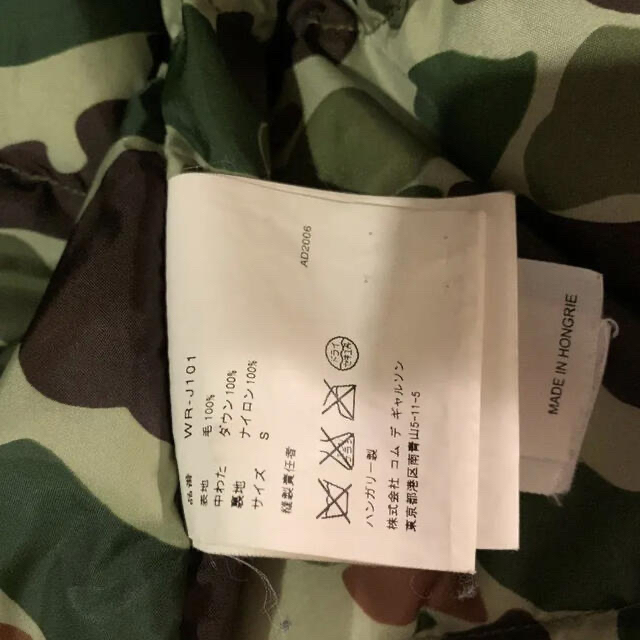 品番 WR-J101
表地 毛100%
中わた ダウン100%
裏地 ナイロン100%
サイズ S
縫製責任者
ドライ
ハンガリー製
株式会社 コム デ ギャルソン
東京都港区南青山5-11-5
AD2006
MADE IN HONGRIE